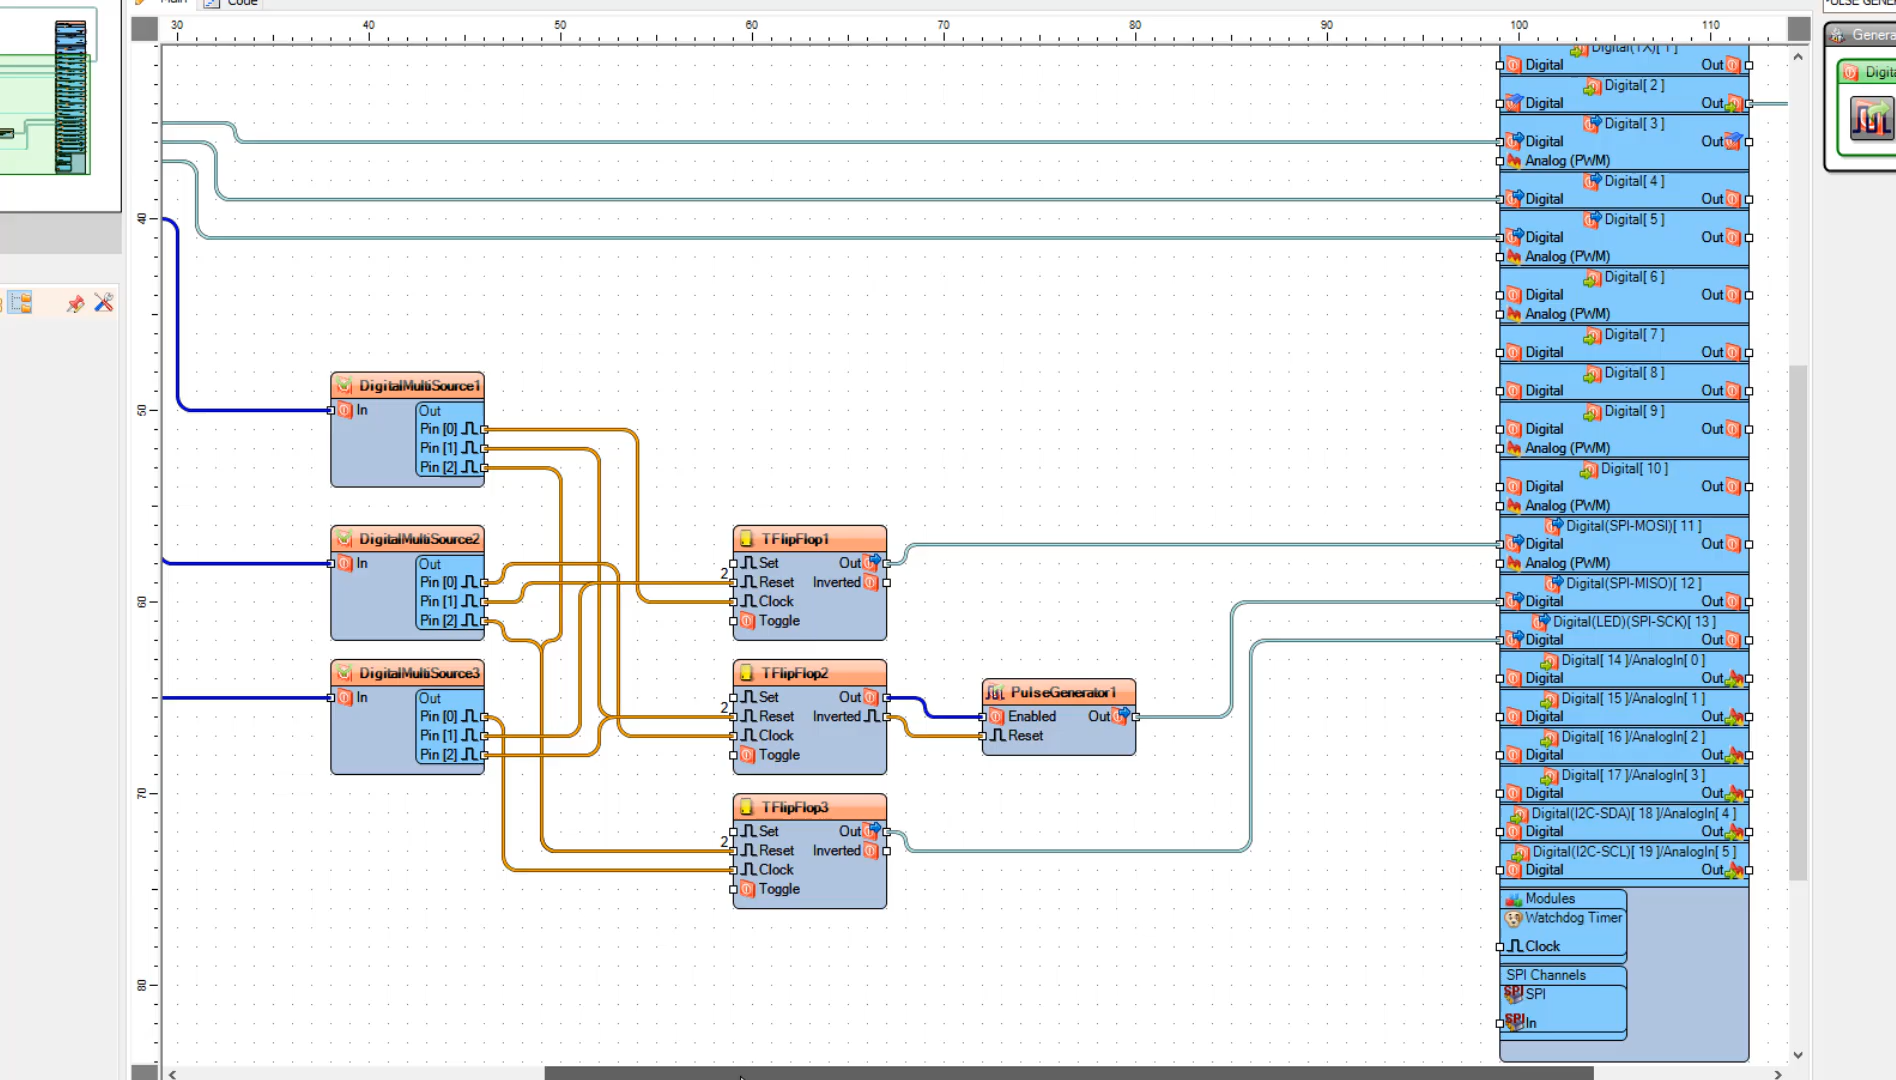 Main
Code
30 40 50 60 70 80 90 100 110
40
50
60
70
80
DigitalMultiSource1
In
Out
Pin [0]
Pin [1]
Pin [2]
DigitalMultiSource2
In
Out
Pin [0]
Pin [1]
Pin [2]
DigitalMultiSource3
In
Out
Pin [0]
Pin [1]
Pin [2]
TFlipFlop1
Set Out
2
Reset Inverted
Clock
Toggle
TFlipFlop2
Set Out
2
Reset Inverted
Clock
Toggle
TFlipFlop3
Set Out
2
Reset Inverted
Clock
Toggle
PulseGenerator1
Enabled Out
Reset
Digital(TX)[ 1 ]
Digital Out
Digital[ 2 ]
Digital Out
Digital[ 3 ]
Digital Out
Analog (PWM)
Digital[ 4 ]
Digital Out
Digital[ 5 ]
Digital Out
Analog (PWM)
Digital[ 6 ]
Digital Out
Analog (PWM)
Digital[ 7 ]
Digital Out
Digital[ 8 ]
Digital Out
Digital[ 9 ]
Digital Out
Analog (PWM)
Digital[ 10 ]
Digital Out
Analog (PWM)
Digital(SPI-MOSI)[ 11 ]
Digital Out
Analog (PWM)
Digital(SPI-MISO)[ 12 ]
Digital Out
Digital(LED)(SPI-SCK)[ 13 ]
Digital Out
Digital[ 14 ]/AnalogIn[ 0 ]
Digital Out
Digital[ 15 ]/AnalogIn[ 1 ]
Digital Out
Digital[ 16 ]/AnalogIn[ 2 ]
Digital Out
Digital[ 17 ]/AnalogIn[ 3 ]
Digital Out
Digital(I2C-SDA)[ 18 ]/AnalogIn[ 4 ]
Digital Out
Digital(I2C-SCL)[ 19 ]/AnalogIn[ 5 ]
Digital Out
Modules
Watchdog Timer
Clock
SPI Channels
SPI
In
Genera
Digita